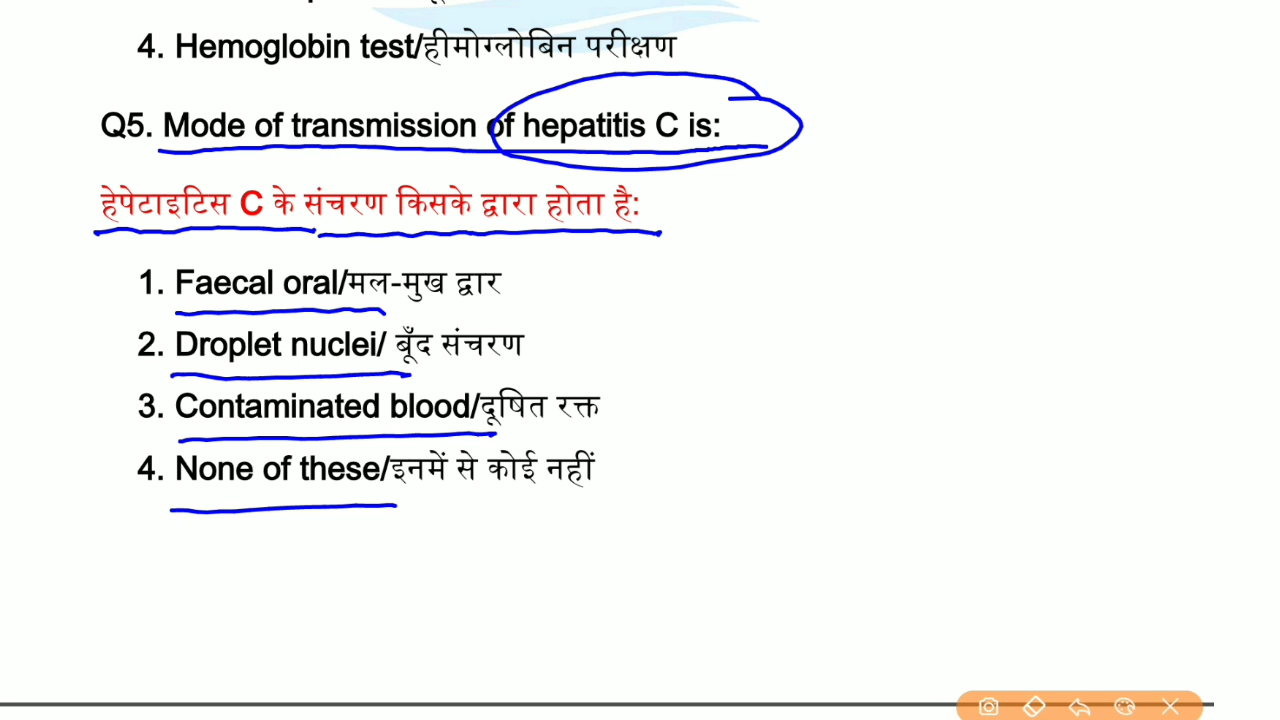 4. Hemoglobin test/हीमोग्लोबिन परीक्षण
Q5. Mode of transmission of hepatitis C is:
हेपेटाइटिस C के संचरण किसके द्वारा होता है:
1. Faecal oral/मल-मुख द्वार
2. Droplet nuclei/ बूँद संचरण
3. Contaminated blood/दूषित रक्त
4. None of these/इनमें से कोई नहीं